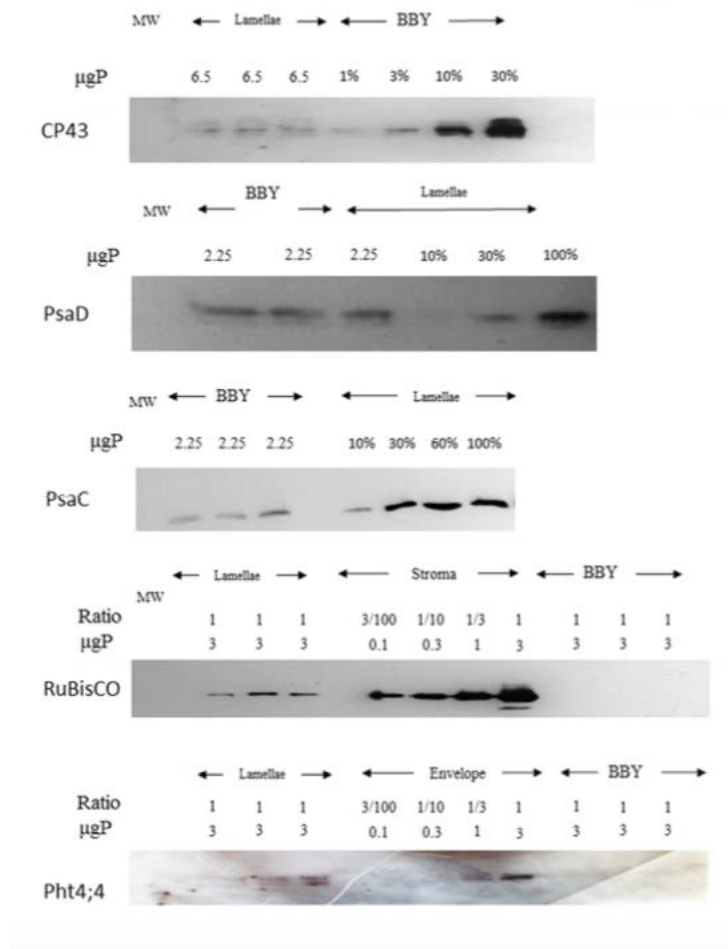 MW Lamellae BBY
µgP 6.5 6.5 6.5 1% 3% 10% 30%
CP43
BBY Lamellae
MW
µgP 2.25 2.25 2.25 10% 30% 100%
PsaD
MW BBY Lamellae
µgP 2.25 2.25 2.25 10% 30% 60% 100%
PsaC
Lamellae Stroma BBY
MW
Ratio 1 1 1 3/100 1/10 1/3 1 1 1 1
µgP 3 3 3 0.1 0.3 1 3 3 3 3
RuBisCO
Lamellae Envelope BBY
Ratio 1 1 1 3/100 1/10 1/3 1 1 1 1
µgP 3 3 3 0.1 0.3 1 3 3 3 3
Pht4;4